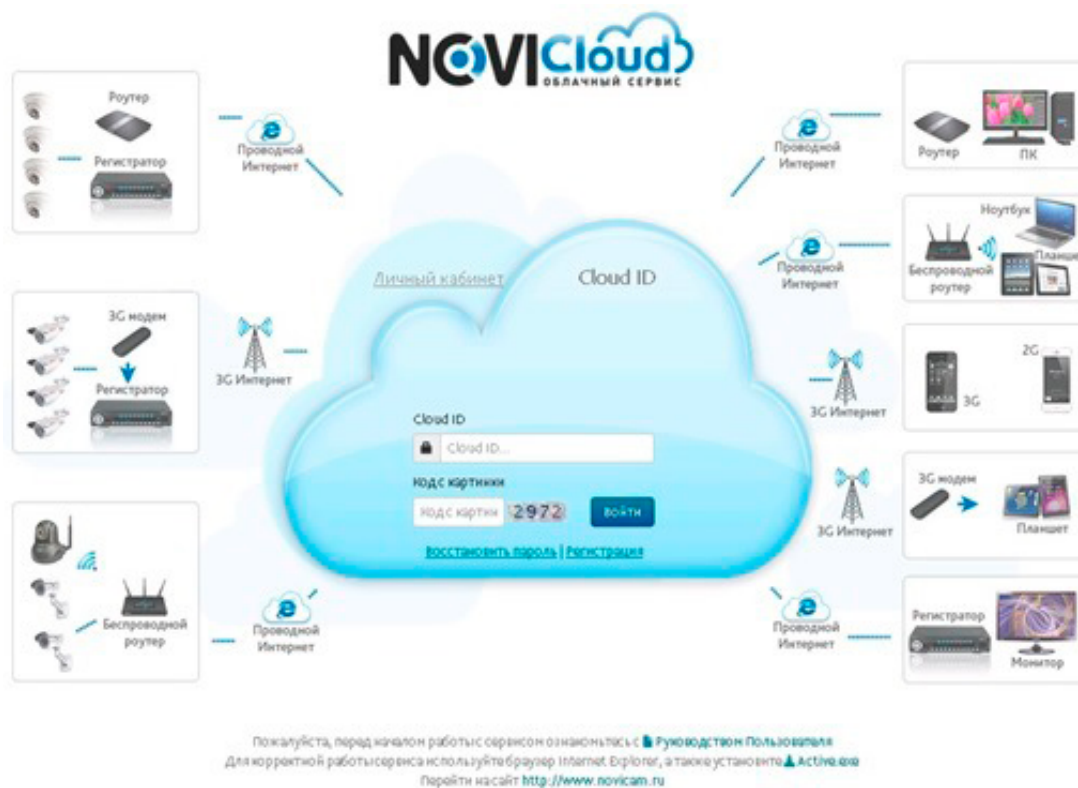 NOVICloud
ОБЛАЧНЫЙ СЕРВИС
Роутер
Регистратор
Проводной
Интернет
3G модем
Регистратор
3G Интернет
Беспроводной
роутер
Проводной
Интернет
Личный кабинет
Cloud ID
Cloud ID
Cloud ID...
Код с картинки
Код с картин
2972
Войти
Восстановить пароль | Регистрация
Проводной
Интернет
Роутер
ПК
Проводной
Интернет
Ноутбук
Планше
Беспроводной
роутер
3G Интернет
2G
3G
3G Интернет
3G модем
Планшет
Проводной
Интернет
Регистратор
Монитор
Пожалуйста, перед началом работы с сервисом ознакомьтесь с Руководством Пользователя
Для корректной работы сервиса используйте браузер Internet Explorer, а также установите Active.exe
Перейти на сайт http://www.novicam.ru